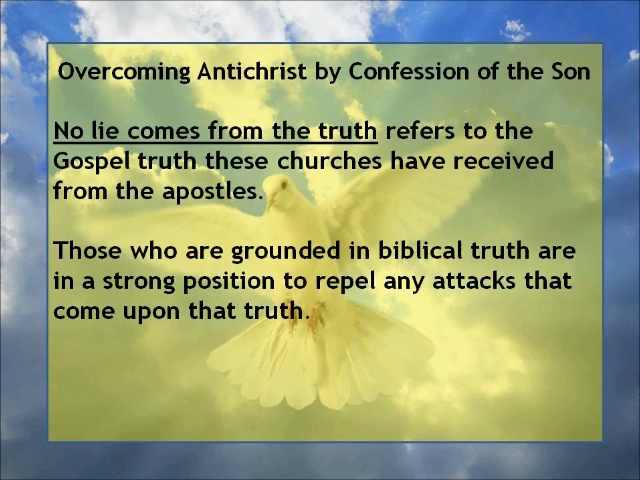 Overcoming Antichrist by Confession of the Son
No lie comes from the truth refers to the
Gospel truth these churches have received
from the apostles.
Those who are grounded in biblical truth are
in a strong position to repel any attacks that
come upon that truth.